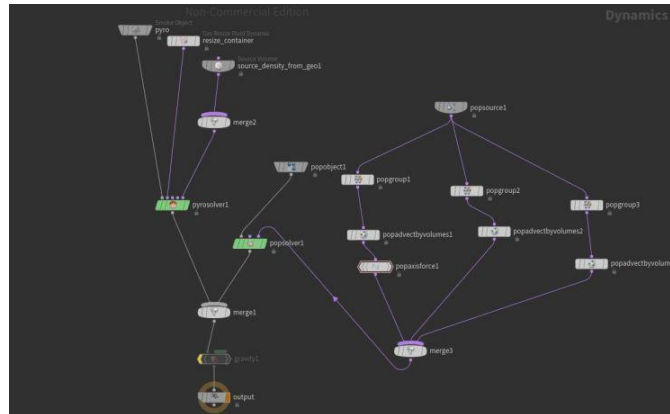 Non-Commercial Edition
Dynamics
Smoke Object
pyro
Gas Resize Fluid Dynamic
resize_container
Source Volume
source_density_from_geo1
merge2
popsource1
popobject1
popgroup1
popgroup2
popgroup3
pyrosolver1
popadvectbyvolumes1
popadvectbyvolumes2
popsolver1
popaxisforce1
popadvectbyvolum
merge1
merge3
gravity1
output